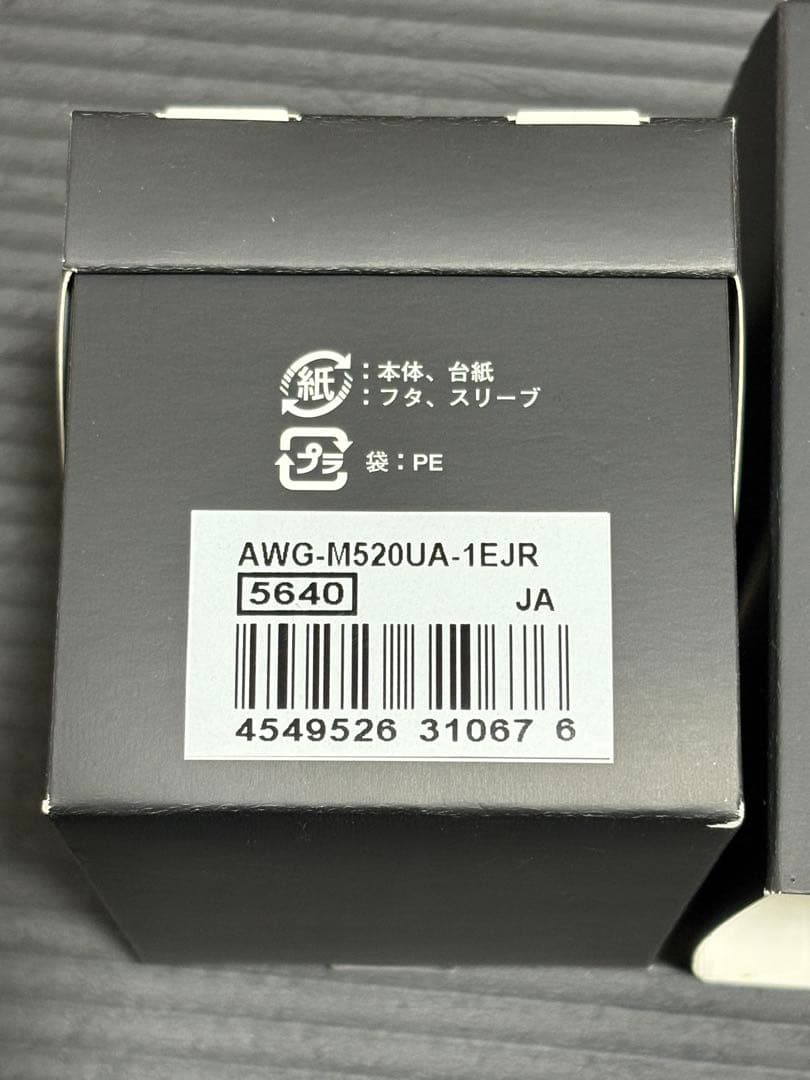 紙：本体、台紙
：フタ、スリーブ
プラ 袋：PE
AWG-M520UA-1EJR
5640 JA
4549526 31067 6